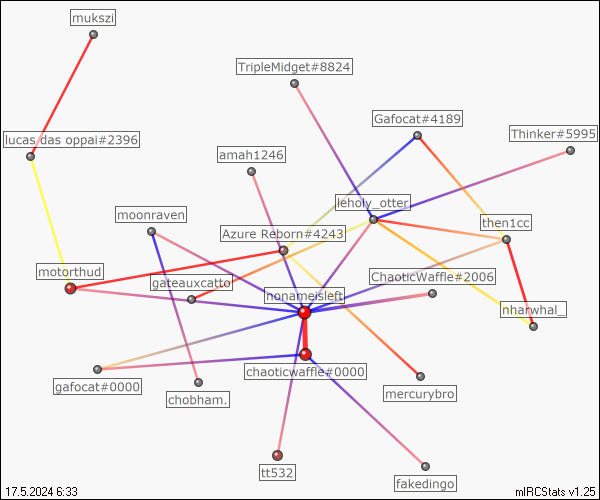 mukszi
TripleMidget#8824
Gafocat#4189
Thinker#5995
lucas das oppai#2396
amah1246
leholy_otter
moonraven
then1cc
Azure Reborn#4243
motorthud
ChaoticWaffle#2006
gateauxcatto
nonameisleft
nharwhal_
chaoticwaffle#0000
gafocat#0000
mercurybro
chobham.
tt532
fakedingo
17.5.2024 6:33
mIRCStats v1.25